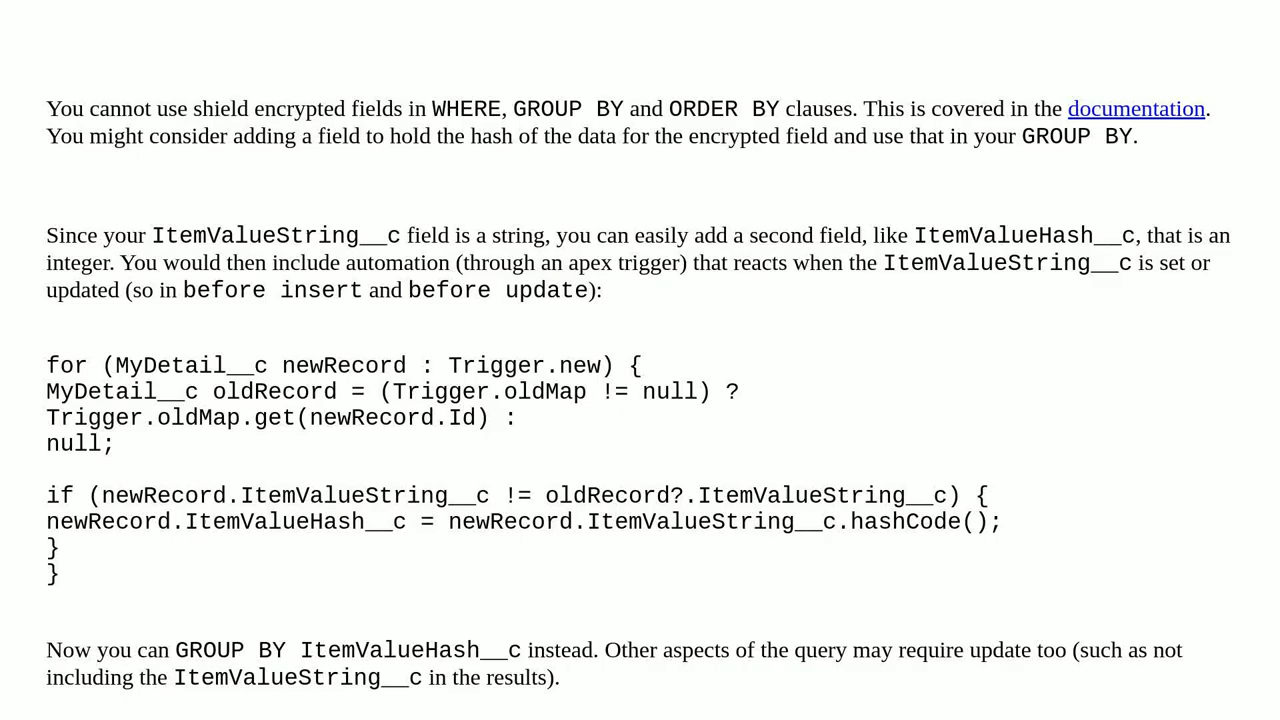 You cannot use shield encrypted fields in WHERE, GROUP BY and ORDER BY clauses. This is covered in the documentation.
You might consider adding a field to hold the hash of the data for the encrypted field and use that in your GROUP BY.
Since your ItemValueString__c field is a string, you can easily add a second field, like ItemValueHash__c, that is an
integer. You would then include automation (through an apex trigger) that reacts when the ItemValueString__c is set or
updated (so in before insert and before update):
for (MyDetail__c newRecord : Trigger.new) {
MyDetail__c oldRecord = (Trigger.oldMap != null) ?
Trigger.oldMap.get(newRecord.Id) :
null;
if (newRecord.ItemValueString__c != oldRecord?.ItemValueString__c) {
newRecord.ItemValueHash__c = newRecord.ItemValueString__c.hashCode();
}
}
Now you can GROUP BY ItemValueHash__c instead. Other aspects of the query may require update too (such as not
including the ItemValueString__c in the results).